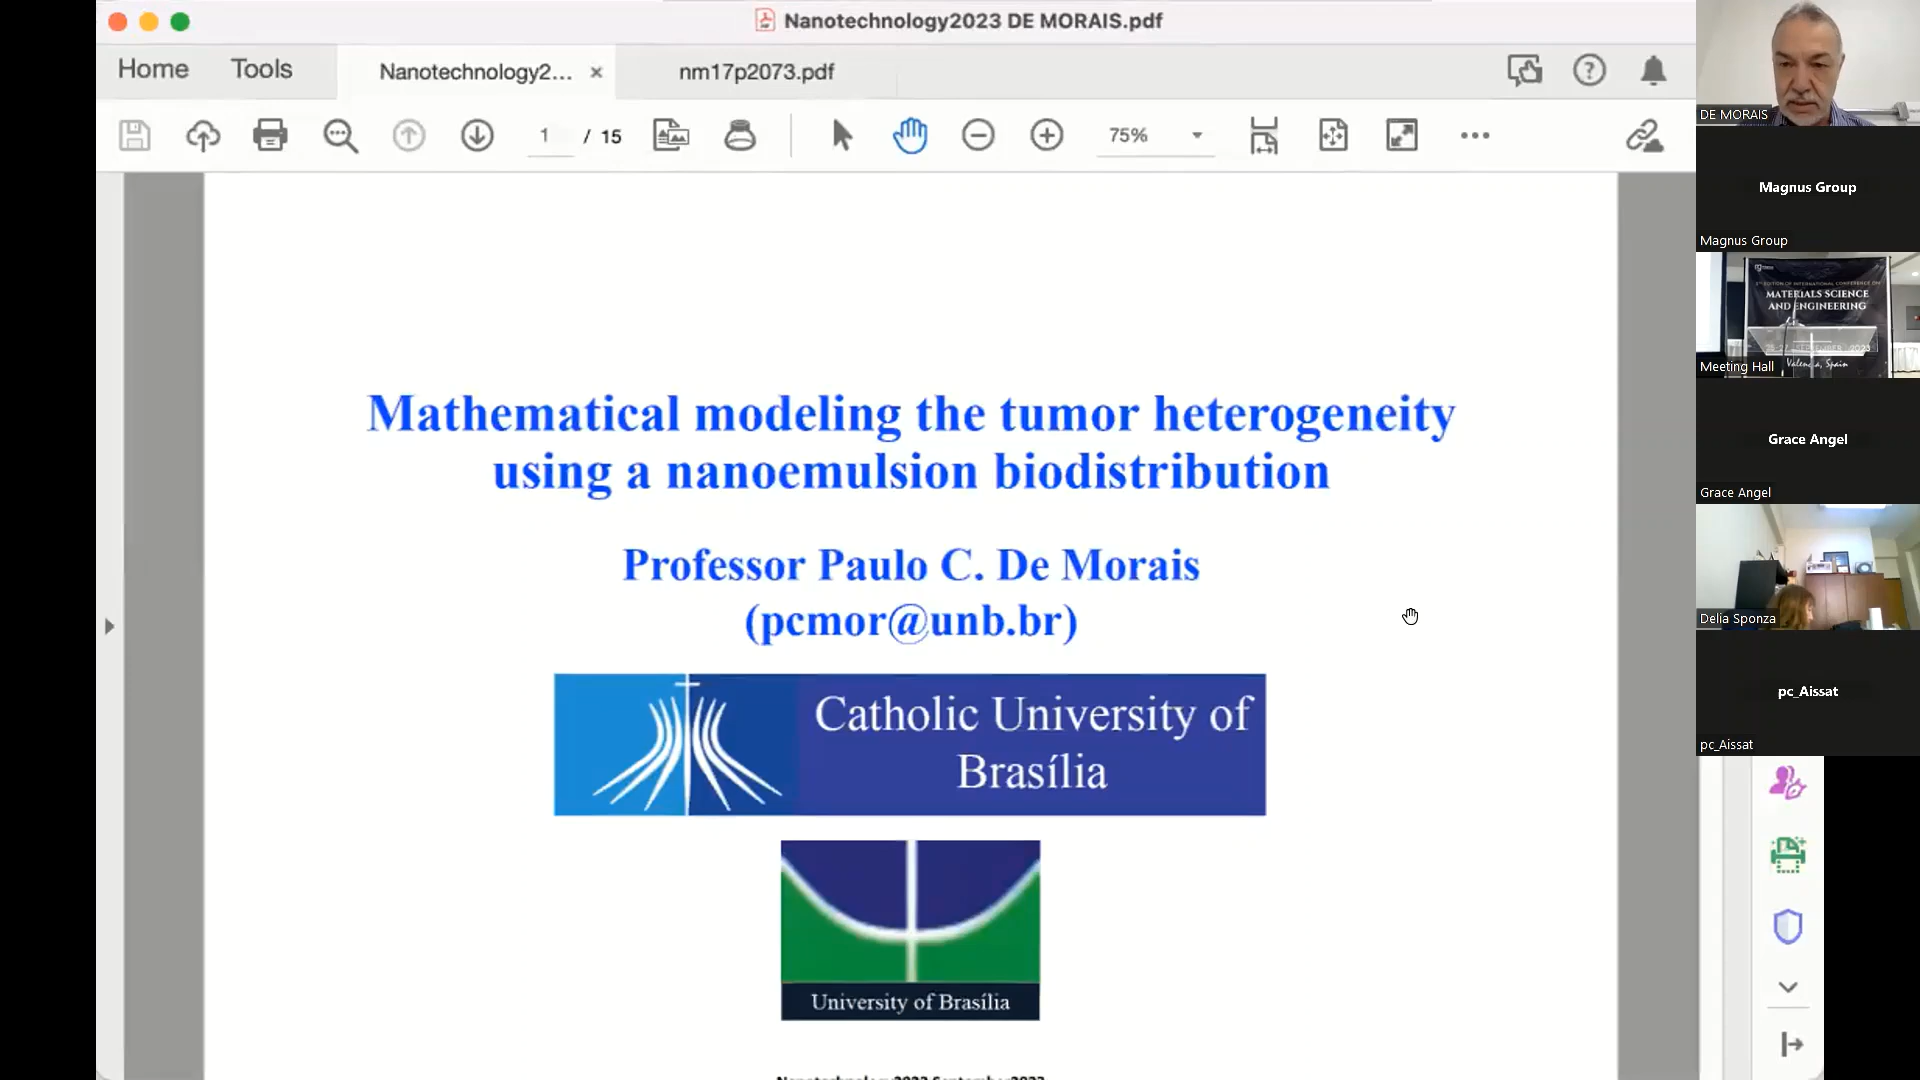 Nanotechnology2023 DE MORAIS.pdf
Home
Tools
Nanotechnology2...
nm17p2073.pdf
1 / 15
75%
Mathematical modeling the tumor heterogeneity
using a nanoemulsion biodistribution
Professor Paulo C. De Morais
(pcmor@unb.br)
Catholic University of
Brasília
University of Brasília
DE MORAIS
Magnus Group
Magnus Group
MATERIALS SCIENCE
AND ENGINEERING
Valencia, Spain
Meeting Hall
Grace Angel
Grace Angel
Delia Sponza
pc_Aissat
pc_Aissat